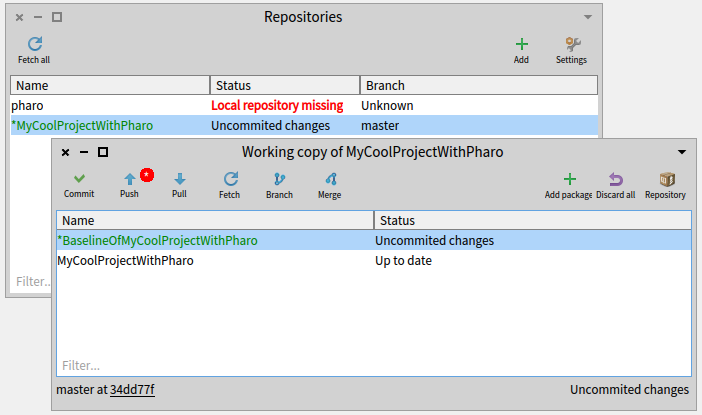 Repositories
Fetch all
Add
Settings
Name Status Branch
pharo Local repository missing Unknown
*MyCoolProjectWithPharo Uncommited changes master
Filter...
Working copy of MyCoolProjectWithPharo
Commit Push * Pull Fetch Branch Merge Add package Discard all Repository
Name Status
*BaselineOfMyCoolProjectWithPharo Uncommited changes
MyCoolProjectWithPharo Up to date
Filter...
master at 34dd77f Uncommited changes